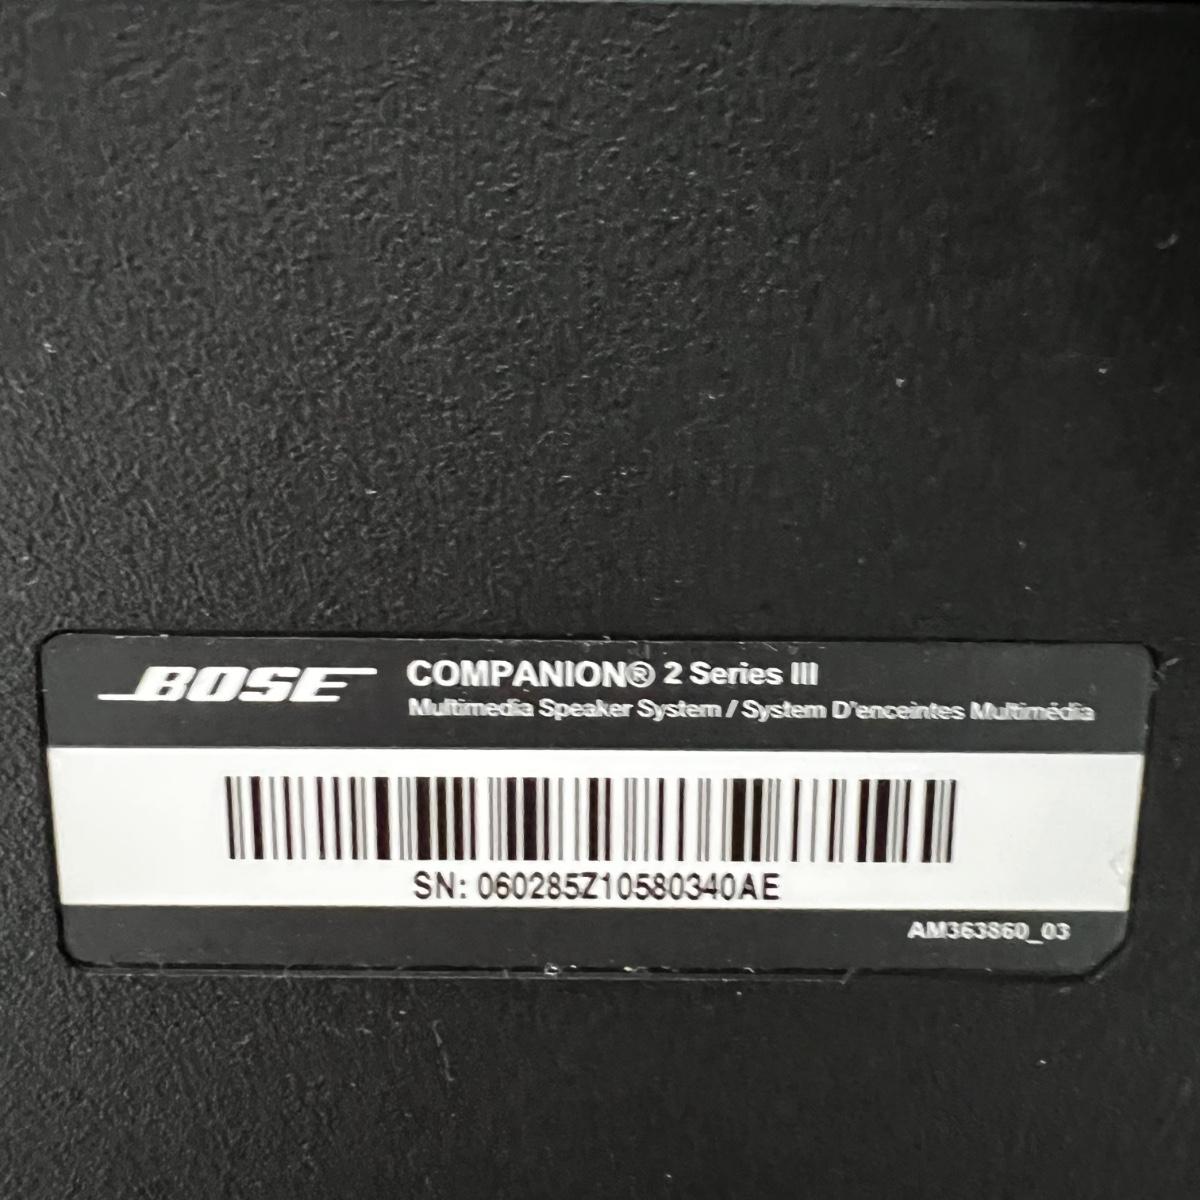 BOSE COMPANION® 2 Series III
Multimedia Speaker System / System D'enceintes Multimédia
SN: 060285Z10580340AE
AM363860_03